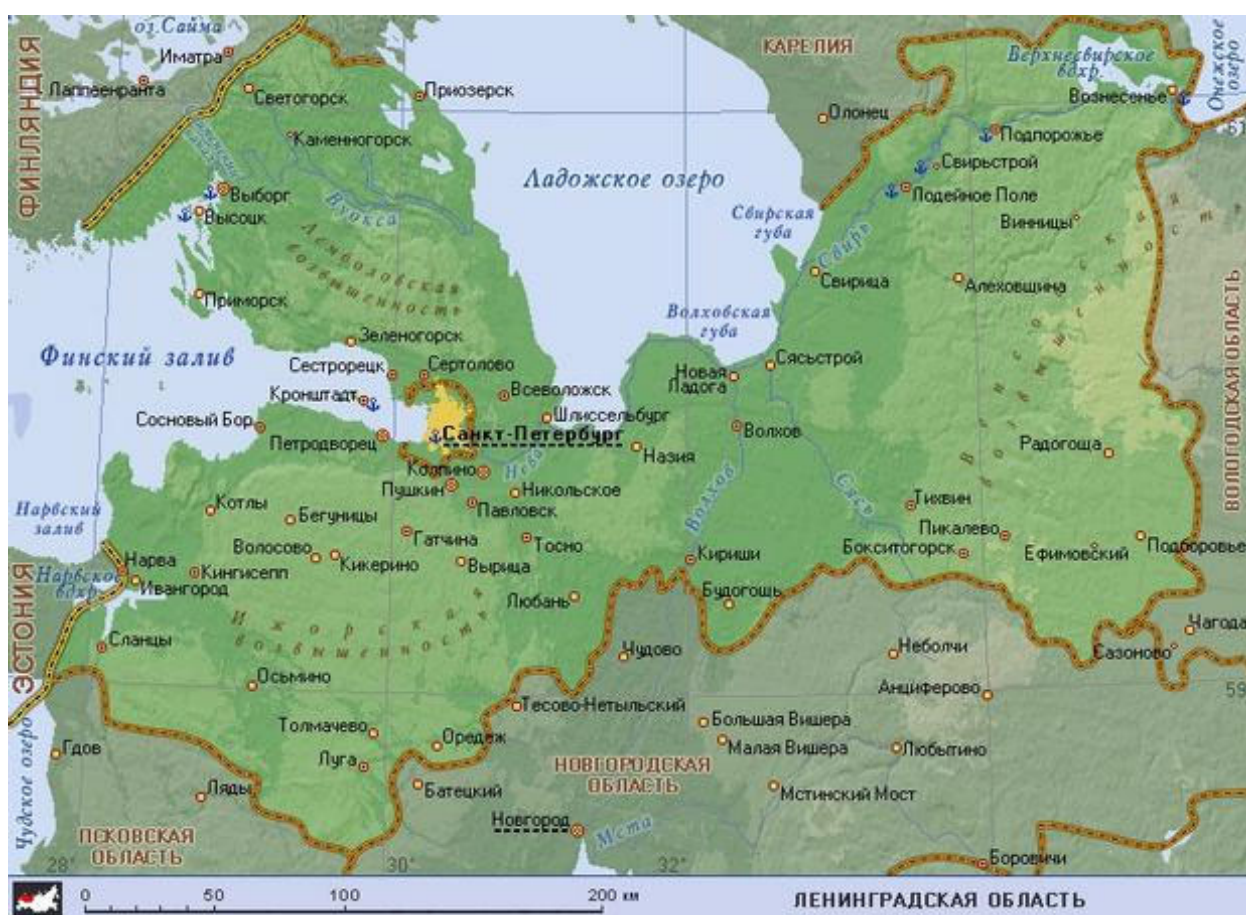 оз. Сайма
Иматра
Лаппеенранта
ФИНЛЯНДИЯ
Светогорск
Приозерск
Каменногорск
КАРЕЛИЯ
Олонец
Верхнесвирское
вдхр.
Онежское
озеро
Вознесенье
61
Подпорожье
Свирьстрой
Лодейное Поле
Винницы
Выборг
Высоцк
Вуокса
Ладожское озеро
Свирская
губа
Свирь
Лемболовская
возвышенность
Приморск
Свирица
Алеховщина
ВОЛОГОДСКАЯ ОБЛАСТЬ
Волховская
губа
Зеленогорск
Финский залив
Сестрорецк
Сертолово
Новая
Ладога
Сясьстрой
Кронштадт
Всеволожск
Сосновый Бор
Шлиссельбург
Петродворец
Санкт-Петербург
Волхов
Назия
Радогоща
Вепсовская
возвышенность
Колпино
Нева
Пушкин
Никольское
Павловск
Волхов
Сясь
Тихвин
Нарвский
залив
Котлы
Бегуницы
Гатчина
Тосно
Пикалево
Бокситогорск
Ефимовский
Подборовье
Волосово
Кикерино
Вырица
Кириши
Нарва
Нарвское
вдхр.
Ивангород
Кингисепп
Любань
Будогощь
ЭСТОНИЯ
Ижорская
возвышенность
Сланцы
Чудово
Неболчи
Чагода
Сазоново
Осьмино
Анциферово
59
Тесово-Нетыльский
Толмачево
Оредеж
Большая Вишера
Малая Вишера
Любытино
Гдов
Луга
НОВГОРОДСКАЯ
ОБЛАСТЬ
Чудское озеро
Ляды
Батецкий
Мстинский Мост
ПСКОВСКАЯ
ОБЛАСТЬ
Новгород
Мста
Боровичи
28°
30°
32°
0 50 100 200 км
ЛЕНИНГРАДСКАЯ ОБЛАСТЬ